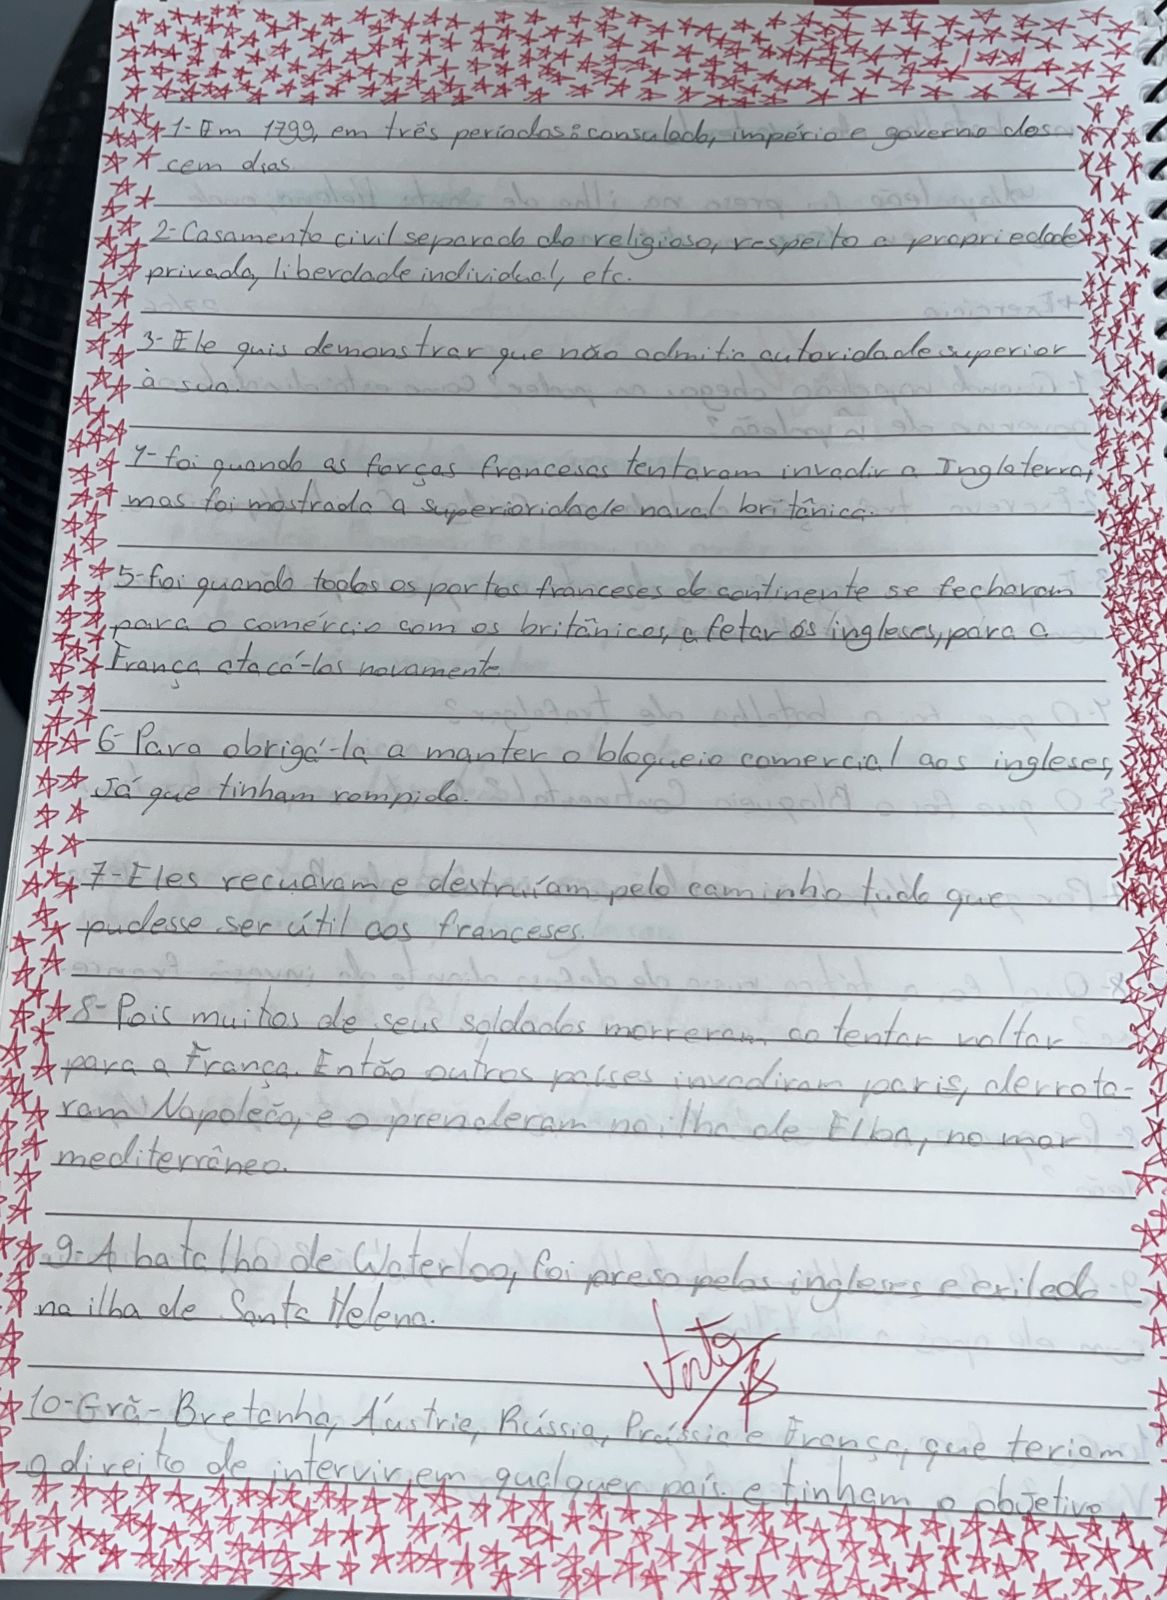 1- Em 1799, em três períodos: consulado, império e governo dos
cem dias.
2- Casamento civil separado do religioso, respeito a propriedade
privada, liberdade individual, etc.
3- Ele quis demonstrar que não admitia autoridade superior
à sua.
4- foi quando as forças francesas tentaram invadir a Inglaterra,
mas foi mostrada a superioridade naval britânica.
5- foi quando todos os portos franceses do continente se fecharam
para o comércio com os britânicos, afetar os ingleses, para a
França atacá-los novamente.
6- Para obrigá-la a manter o bloqueio comercial aos ingleses,
Já que tinham rompido.
7- Eles recuavam e destruíam pelo caminho tudo que
pudesse ser útil aos franceses.
8- Pois muitos de seus soldados morreram ao tentar voltar
para a França. Então outros países invadiram paris, derrota-
ram Napoleão, e o prenderam na ilha de Elba, no mar
mediterrâneo.
9- A batalha de Waterloo, foi preso pelos ingleses e exilado
na ilha de Santa Helena.
Visto
10- Grã-Bretanha, Áustria, Rússia, Prússia e França, que teriam
o direito de intervir em qualquer país e tinham o objetivo